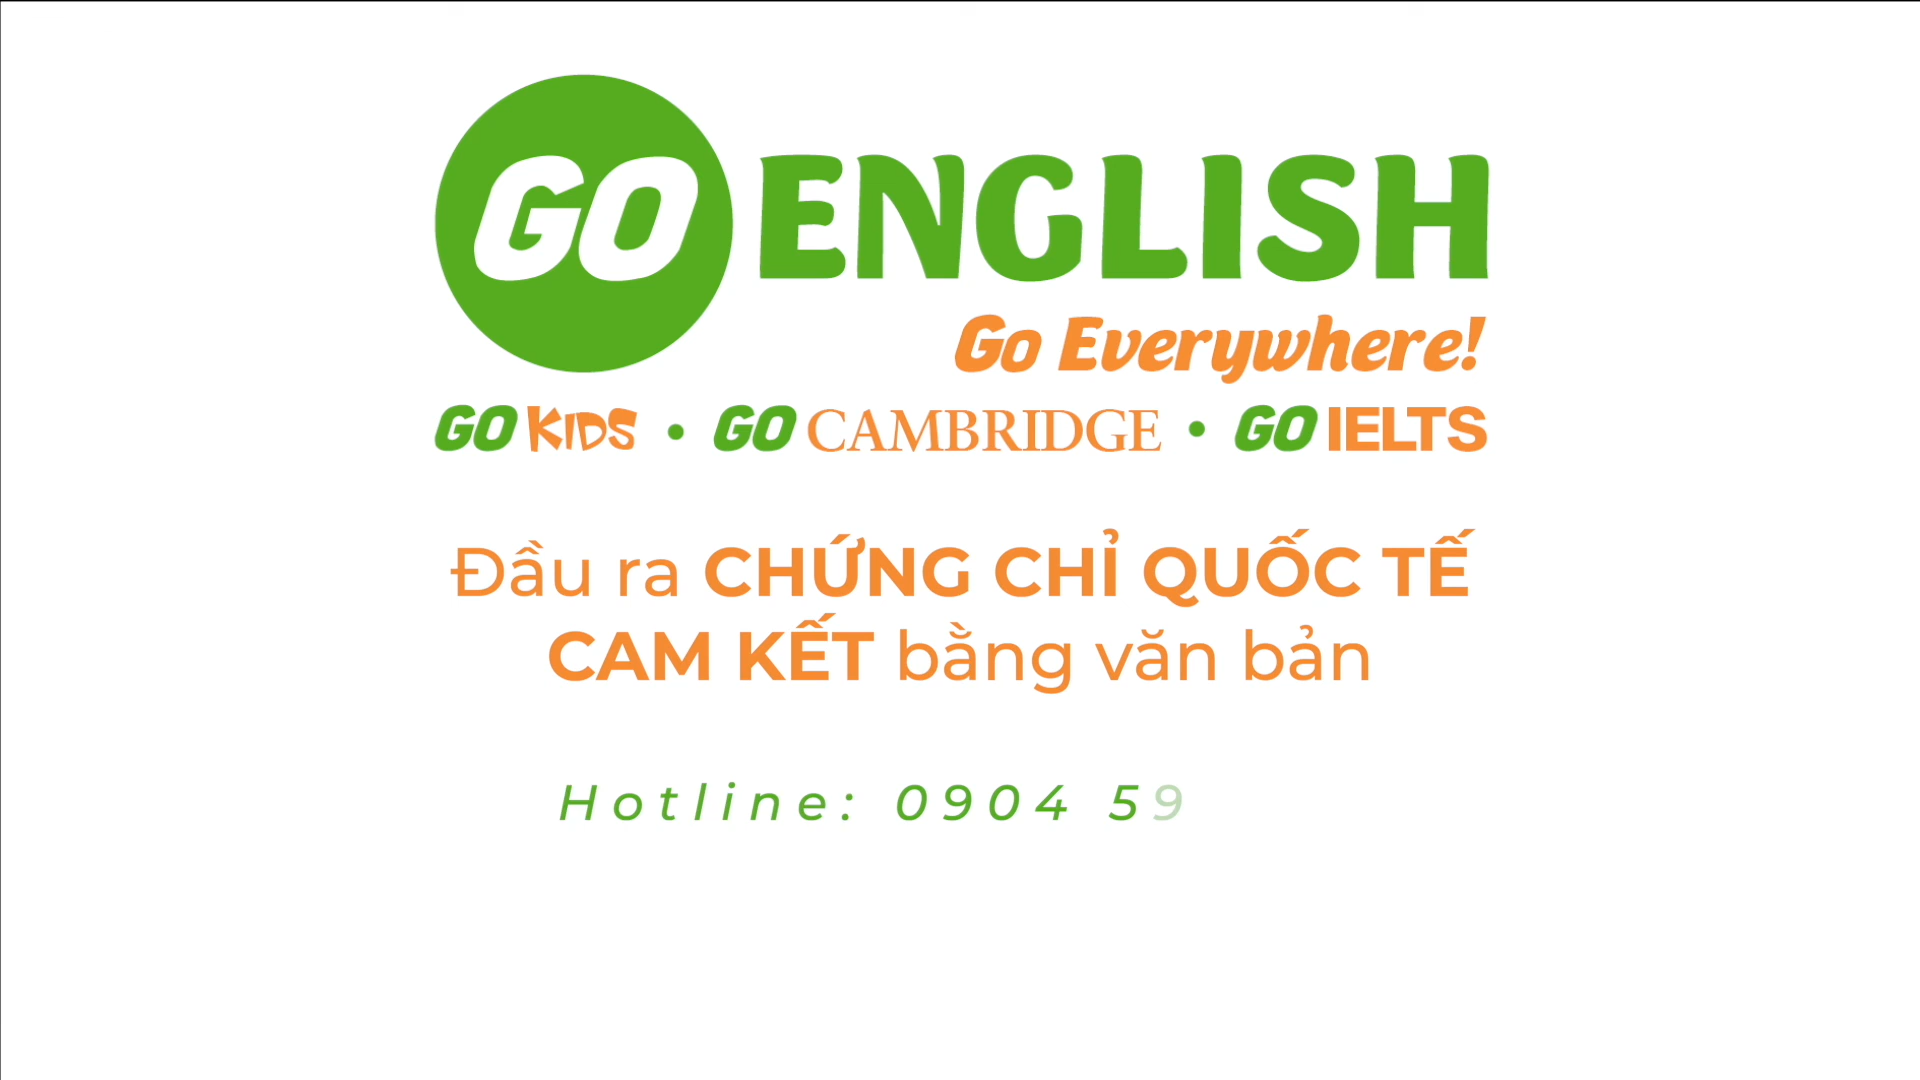 GO ENGLISH
Go Everywhere!
GO KIDS • GO CAMBRIDGE • GO IELTS
Đầu ra CHỨNG CHỈ QUỐC TẾ
CAM KẾT bằng văn bản
Hotline: 0904 59